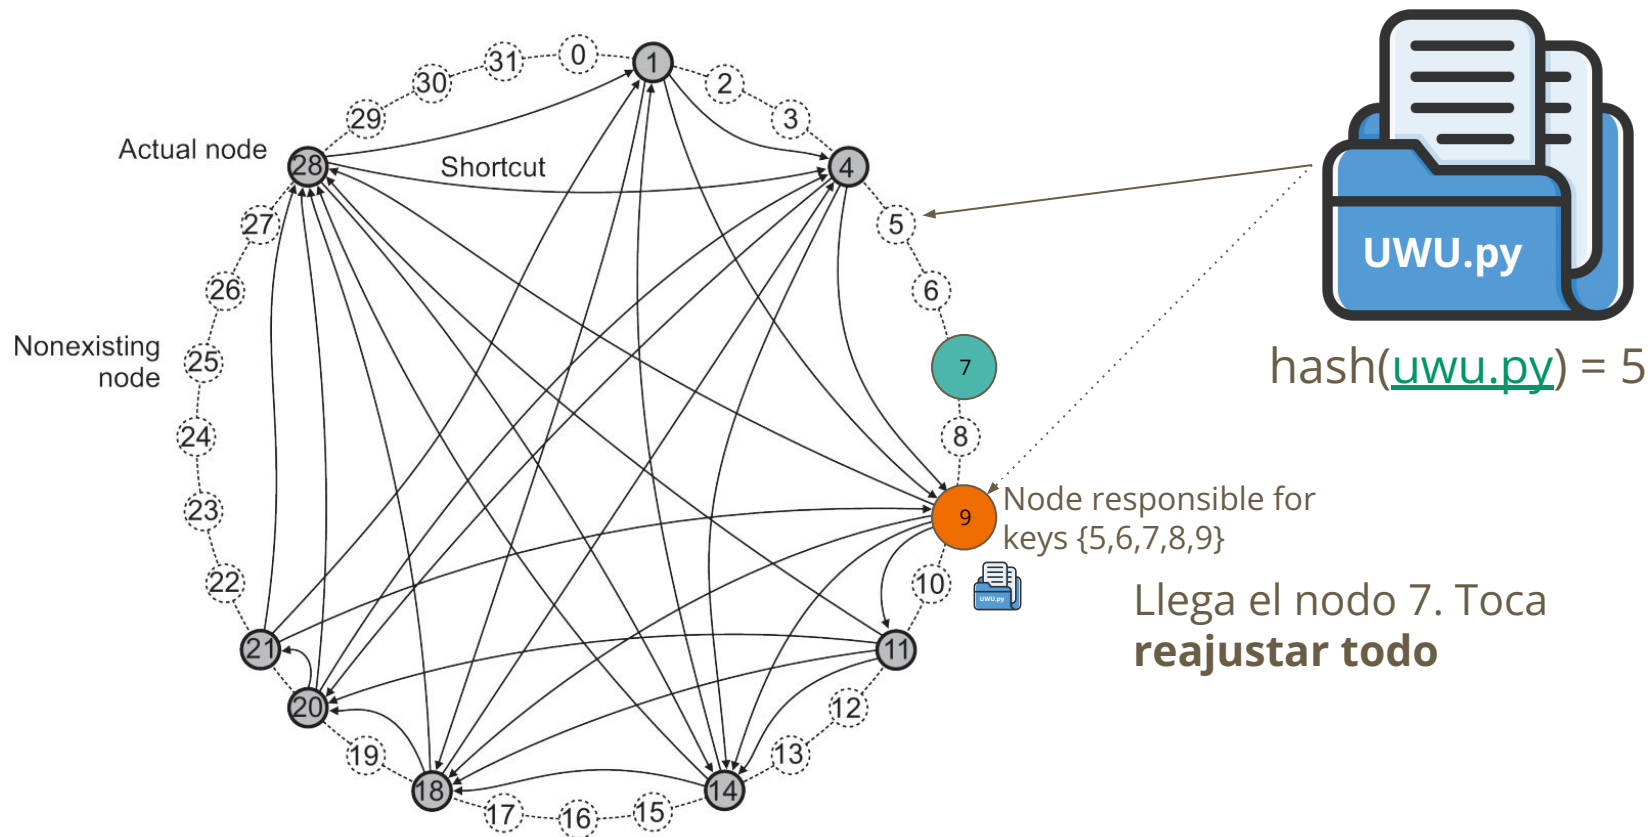 0
1
2
3
4
5
6
7
8
9
10
11
12
13
14
15
16
17
18
19
20
21
22
23
24
25
26
27
28
29
30
31
Actual node
Shortcut
Nonexisting
node
UWU.py
hash(uwu.py) = 5
Node responsible for
keys {5,6,7,8,9}
UWU.py
Llega el nodo 7. Toca
reajustar todo